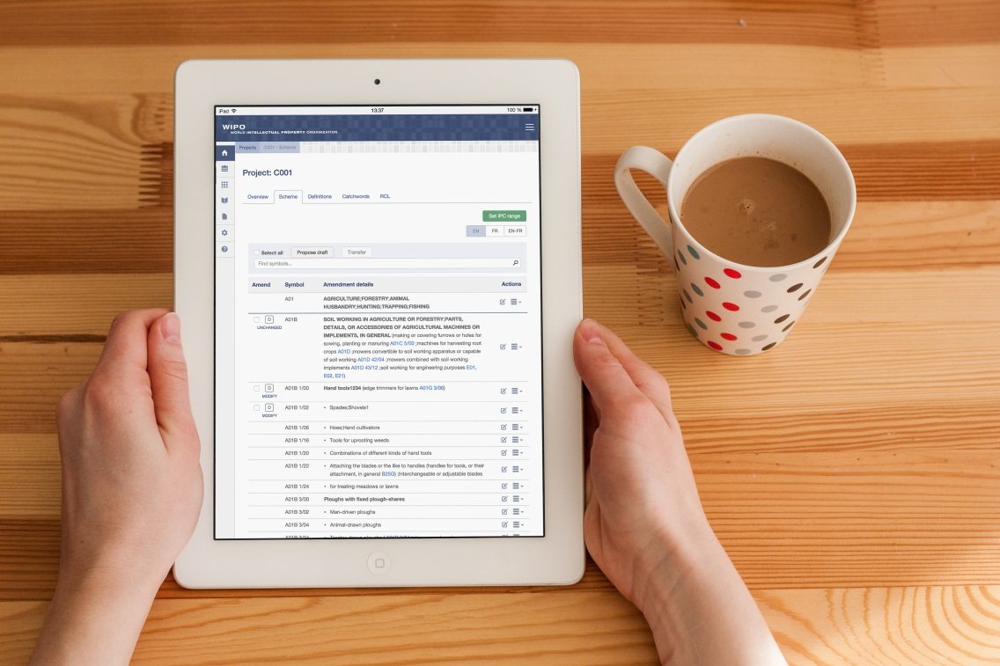 iPad 13:37 100 %
WIPO
WORLD INTELLECTUAL PROPERTY ORGANIZATION
Projects C001 - Scheme
Project: C001
Overview Scheme Definitions Catchwords RCL
Set IPC range
EN FR EN-FR
Select all Propose draft Transfer
Find symbols...
Amend Symbol Amendment details Actions
A01 AGRICULTURE;FORESTRY;ANIMAL
HUSBANDRY;HUNTING;TRAPPING;FISHING
D A01B SOIL WORKING IN AGRICULTURE OR FORESTRY;PARTS,
UNCHANGED DETAILS, OR ACCESSORIES OF AGRICULTURAL MACHINES OR
IMPLEMENTS, IN GENERAL (making or covering furrows or holes for
sowing, planting or manuring A01C 5/00 ;machines for harvesting root
crops A01D ;mowers convertible to soil working apparatus or capable
of soil working A01D 42/04 ;mowers combined with soil working
implements A01D 43/12 ;soil working for engineering purposes E01,
E02, E21)
D A01B 1/00 Hand tools1234 (edge trimmers for lawns A01G 3/06)
MODIFY
D A01B 1/02 • Spades;Shovels1
MODIFY
A01B 1/06 • Hoes;Hand cultivators
A01B 1/16 • Tools for uprooting weeds
A01B 1/20 • Combinations of different kinds of hand tools
A01B 1/22 • Attaching the blades or the like to handles (handles for tools, or their
attachment, in general B25G) ;Interchangeable or adjustable blades
A01B 1/24 • for treating meadows or lawns
A01B 3/00 Ploughs with fixed plough-shares
A01B 3/02 • Man-driven ploughs
A01B 3/04 • Animal-drawn ploughs